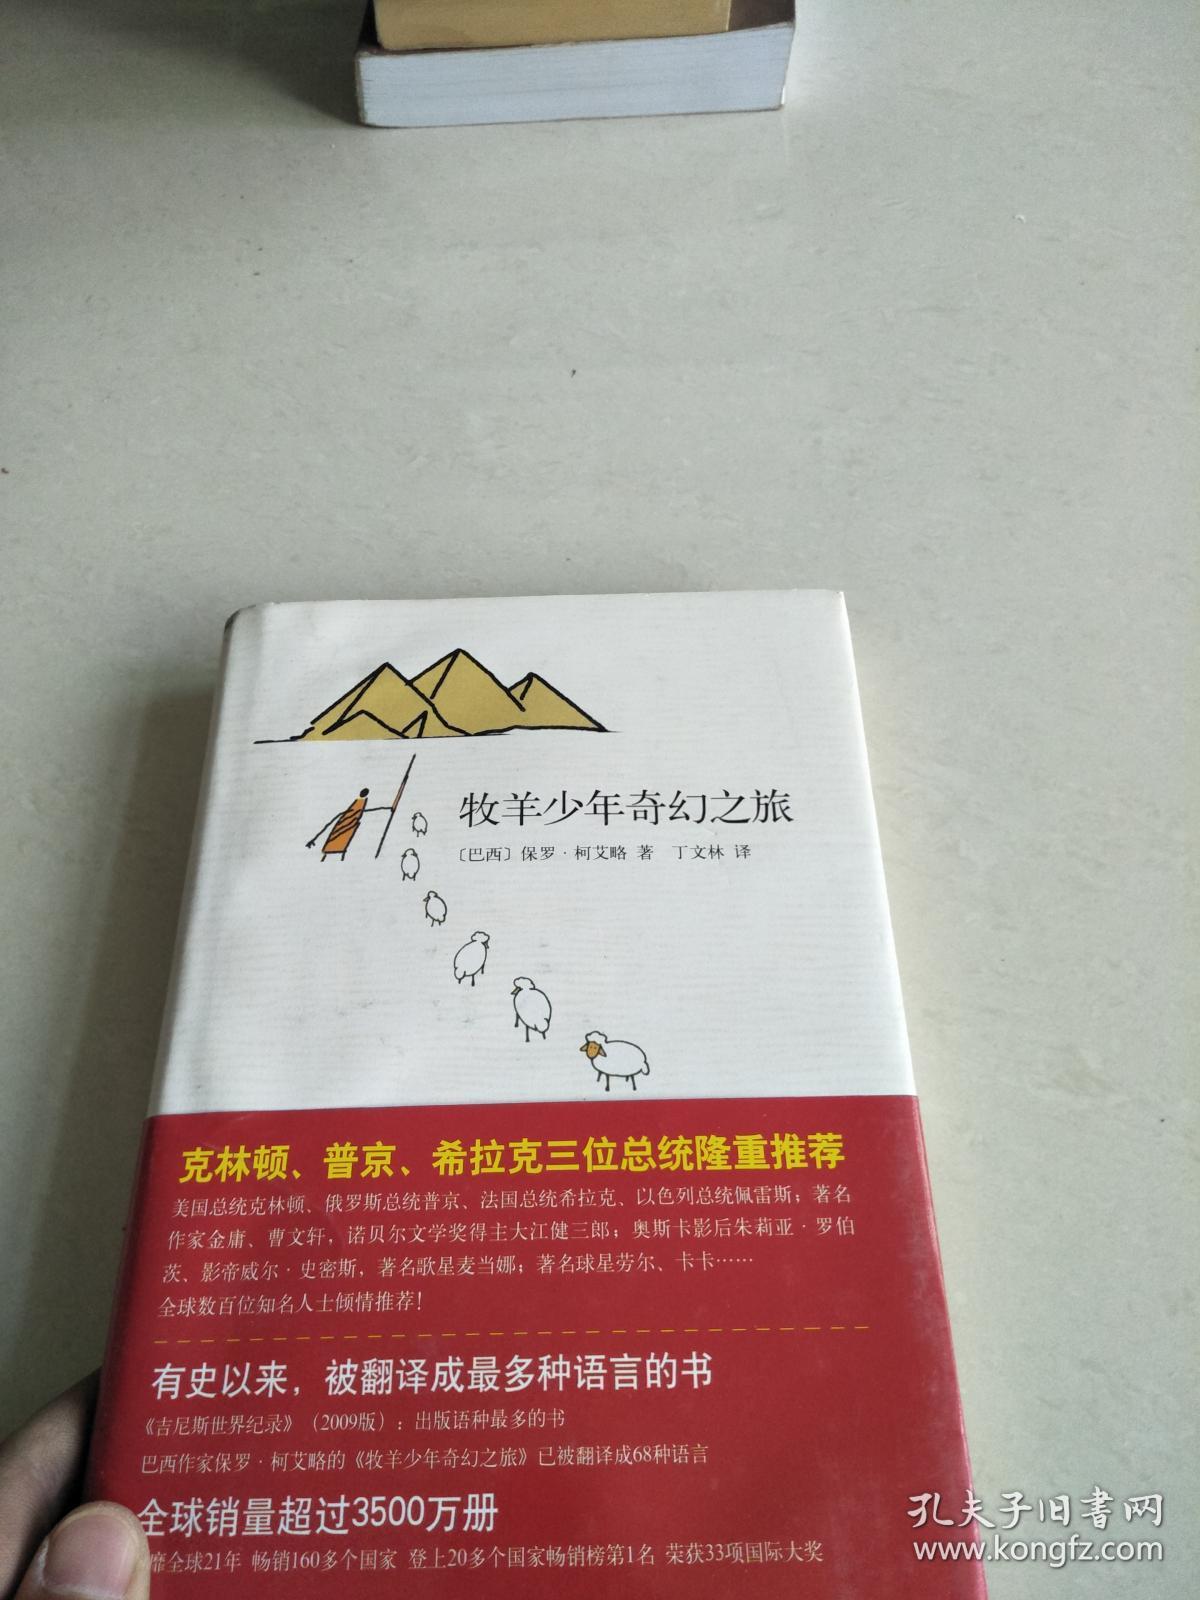 牧羊少年奇幻之旅
〔巴西〕保罗·柯艾略 著 丁文林 译
克林顿、普京、希拉克三位总统隆重推荐
美国总统克林顿、俄罗斯总统普京、法国总统希拉克、以色列总统佩雷斯；著名
作家金庸、曹文轩，诺贝尔文学奖得主大江健三郎；奥斯卡影后朱莉亚·罗伯
茨、影帝威尔·史密斯，著名歌星麦当娜；著名球星劳尔、卡卡……
全球数百位知名人士倾情推荐！
有史以来，被翻译成最多种语言的书
《吉尼斯世界纪录》（2009版）：出版语种最多的书
巴西作家保罗·柯艾略的《牧羊少年奇幻之旅》已被翻译成68种语言
全球销量超过3500万册
靡全球21年 畅销160多个国家 登上20多个国家畅销榜第1名 荣获33项国际大奖
孔夫子旧书网
www.kongfz.com